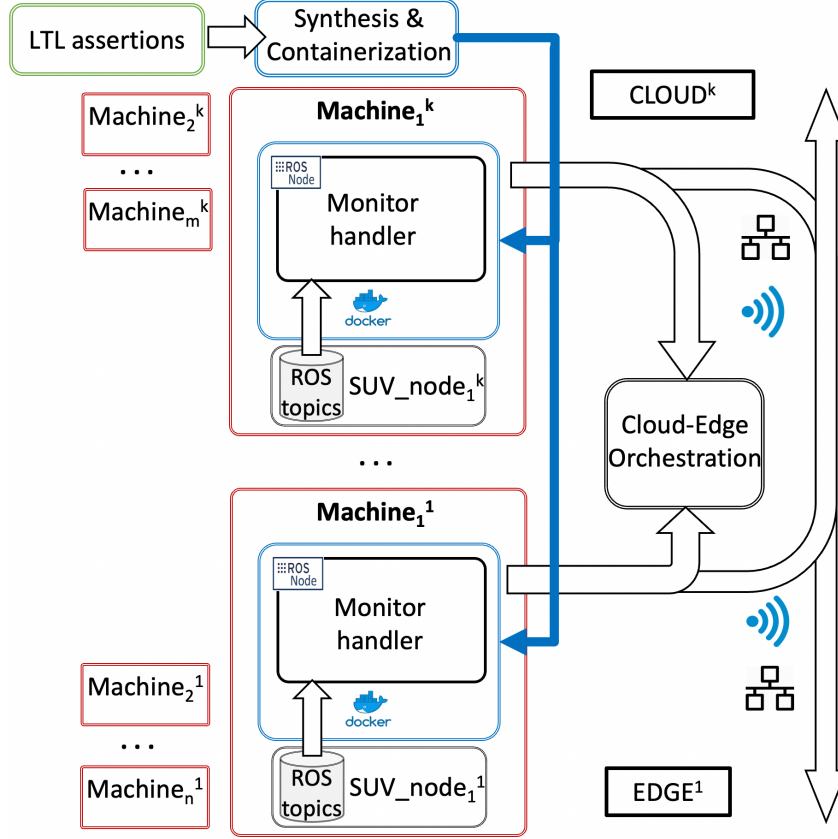 LTL assertions
Synthesis &
Containerization
CLOUD^k
Machine_2^k
...
Machine_m^k
Machine_1^k
ROS
Node
Monitor
handler
docker
ROS
topics
SUV_node_1^k
...
Cloud-Edge
Orchestration
Machine_1^1
ROS
Node
Monitor
handler
docker
ROS
topics
SUV_node_1^1
Machine_2^1
...
Machine_n^1
EDGE^1